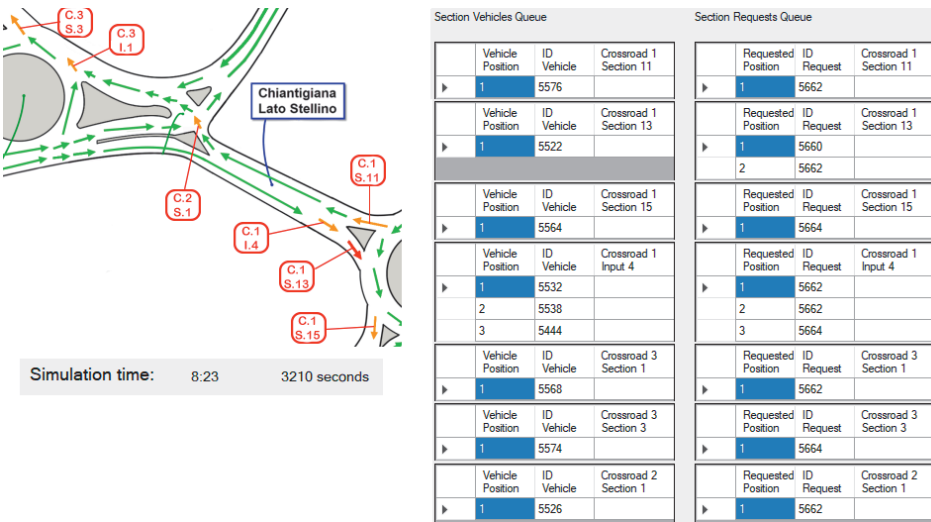 C.3
S.3
C.3
I.1
Chiantigiana
Lato Stellino
C.1
S.11
C.2
S.1
C.1
I.4
C.1
S.13
C.1
S.15
Simulation time: 8:23 3210 seconds
Section Vehicles Queue
Vehicle Position ID Vehicle Crossroad 1 Section 11
1 5576
Vehicle Position ID Vehicle Crossroad 1 Section 13
1 5522
Vehicle Position ID Vehicle Crossroad 1 Section 15
1 5564
Vehicle Position ID Vehicle Crossroad 1 Input 4
1 5532
2 5538
3 5444
Vehicle Position ID Vehicle Crossroad 3 Section 1
1 5568
Vehicle Position ID Vehicle Crossroad 3 Section 3
1 5574
Vehicle Position ID Vehicle Crossroad 2 Section 1
1 5526
Section Requests Queue
Requested Position ID Request Crossroad 1 Section 11
1 5662
Requested Position ID Request Crossroad 1 Section 13
1 5660
2 5662
Requested Position ID Request Crossroad 1 Section 15
1 5664
Requested Position ID Request Crossroad 1 Input 4
1 5662
2 5662
3 5664
Requested Position ID Request Crossroad 3 Section 1
1 5662
Requested Position ID Request Crossroad 3 Section 3
1 5664
Requested Position ID Request Crossroad 2 Section 1
1 5662